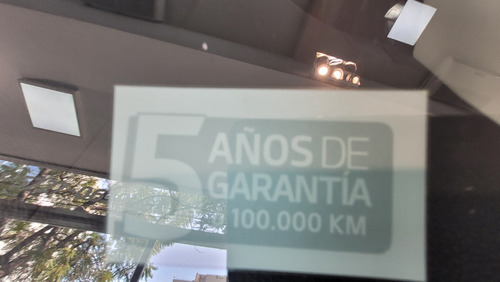 5 AÑOS DE
GARANTÍA
Ó 100.000 KM